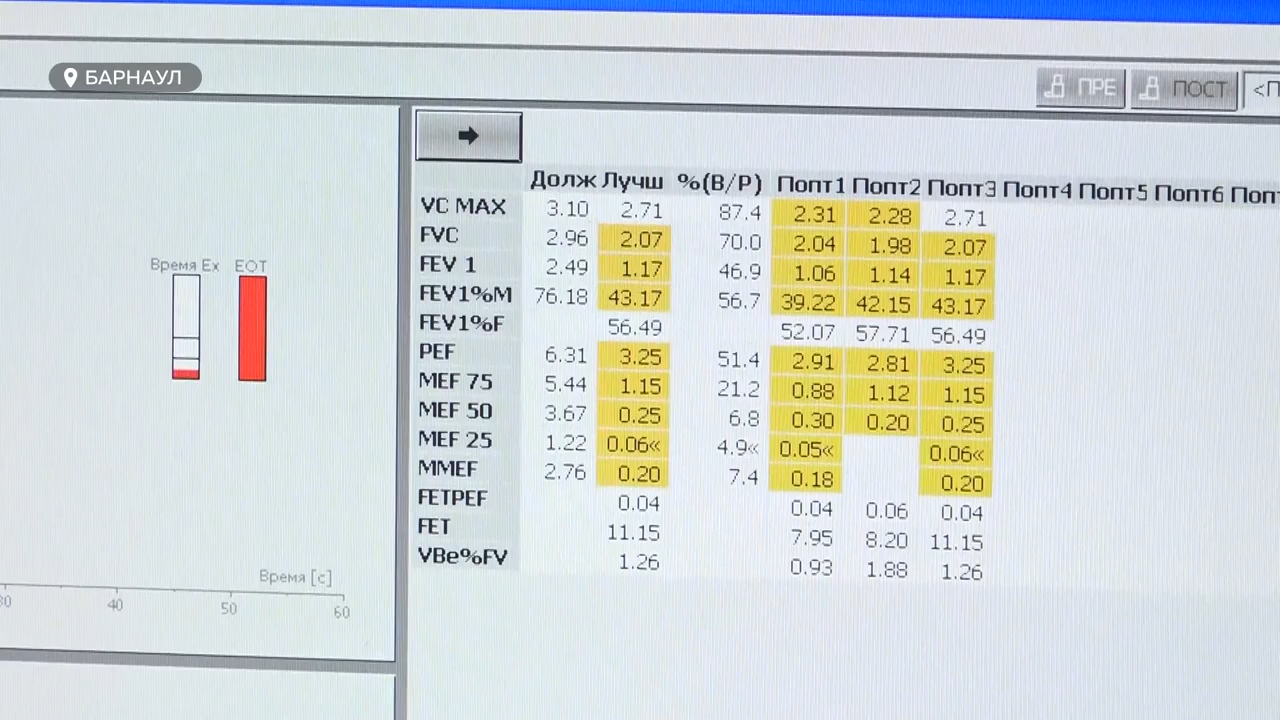 БАРНАУЛ
ПРЕ ПОСТ <П
Долж Лучш %(В/Р) Попт1 Попт2 Попт3 Попт4 Попт5 Попт6 Попт
VC MAX 3.10 2.71 87.4 2.31 2.28 2.71
FVC 2.96 2.07 70.0 2.04 1.98 2.07
FEV 1 2.49 1.17 46.9 1.06 1.14 1.17
FEV1%M 76.18 43.17 56.7 39.22 42.15 43.17
FEV1%F 56.49 52.07 57.71 56.49
PEF 6.31 3.25 51.4 2.91 2.81 3.25
MEF 75 5.44 1.15 21.2 0.88 1.12 1.15
MEF 50 3.67 0.25 6.8 0.30 0.20 0.25
MEF 25 1.22 0.06« 4.9« 0.05« 0.06«
MMEF 2.76 0.20 7.4 0.18 0.20
FETPEF 0.04 0.04 0.06 0.04
FET 11.15 7.95 8.20 11.15
VBe%FV 1.26 0.93 1.88 1.26
Время Ex EOT
Время [с]
40 50 60